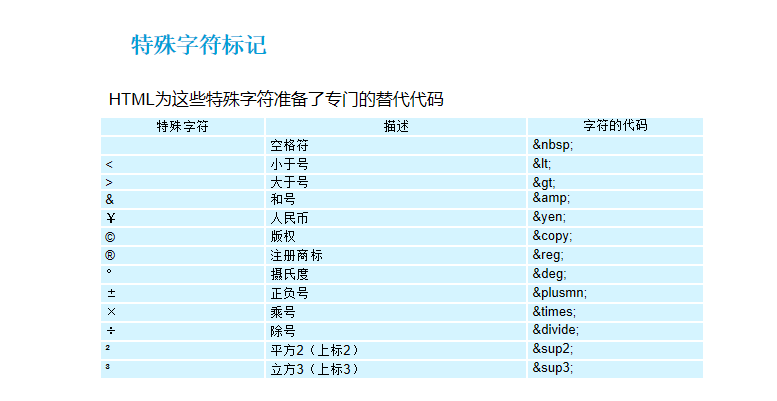 特殊字符标记
HTML为这些特殊字符准备了专门的替代代码
特殊字符 描述 字符的代码
空格符 &nbsp;
< 小于号 &lt;
> 大于号 &gt;
& 和号 &amp;
¥ 人民币 &yen;
© 版权 &copy;
® 注册商标 &reg;
° 摄氏度 &deg;
± 正负号 &plusmn;
× 乘号 &times;
÷ 除号 &divide;
² 平方2（上标2） &sup2;
³ 立方3（上标3） &sup3;